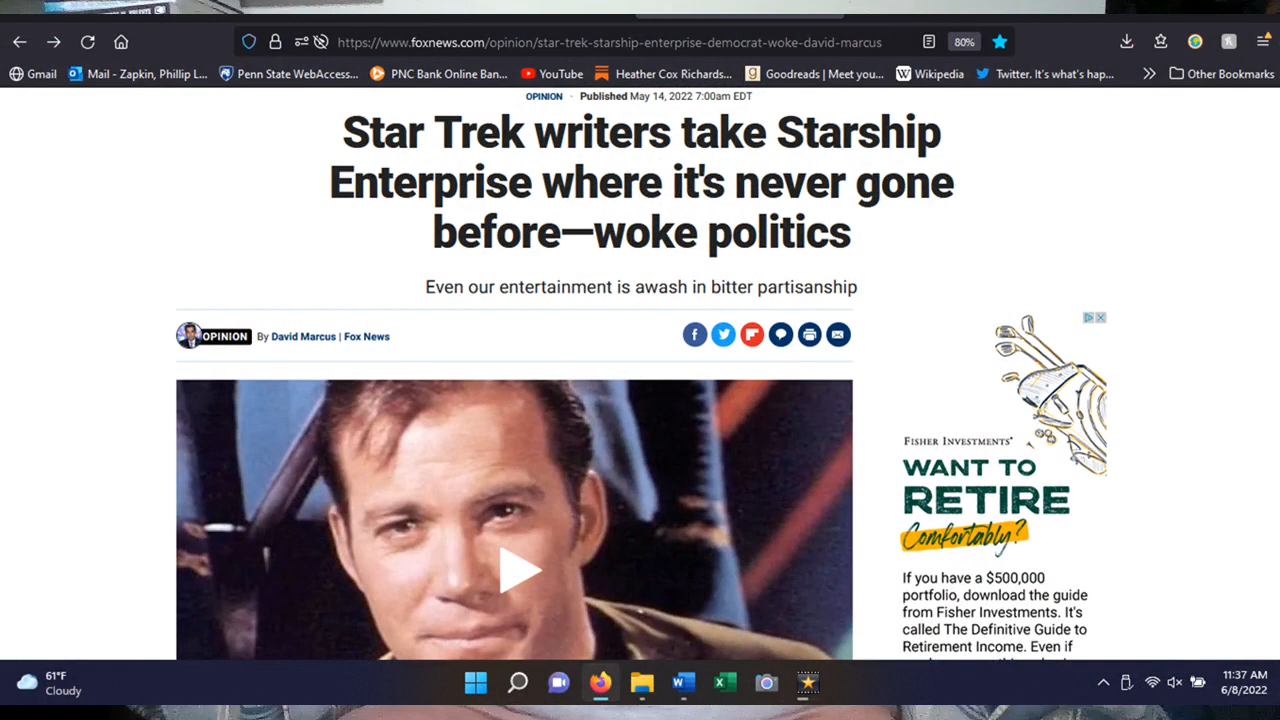 https://www.foxnews.com/opinion/star-trek-starship-enterprise-democrat-woke-david-marcus
80%
Gmail
Mail - Zapkin, Phillip L...
Penn State WebAccess...
PNC Bank Online Ban...
YouTube
Heather Cox Richards...
Goodreads | Meet you...
Wikipedia
Twitter. It's what's hap...
Other Bookmarks
OPINION · Published May 14, 2022 7:00am EDT
Star Trek writers take Starship
Enterprise where it's never gone
before—woke politics
Even our entertainment is awash in bitter partisanship
OPINION By David Marcus | Fox News
FISHER INVESTMENTS®
WANT TO
RETIRE
Comfortably?
If you have a $500,000
portfolio, download the guide
from Fisher Investments. It's
called The Definitive Guide to
Retirement Income. Even if
61°F
Cloudy
11:37 AM
6/8/2022